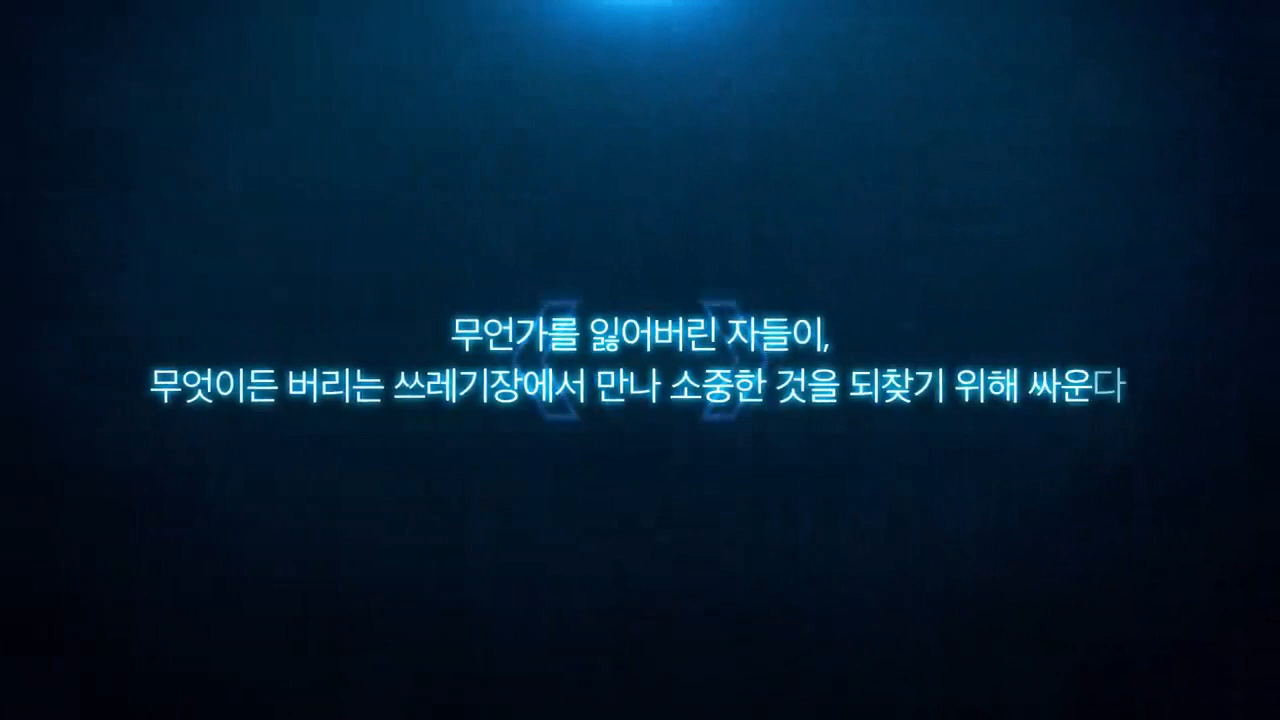 무언가를 잃어버린 자들이,
무엇이든 버리는 쓰레기장에서 만나 소중한 것을 되찾기 위해 싸운다